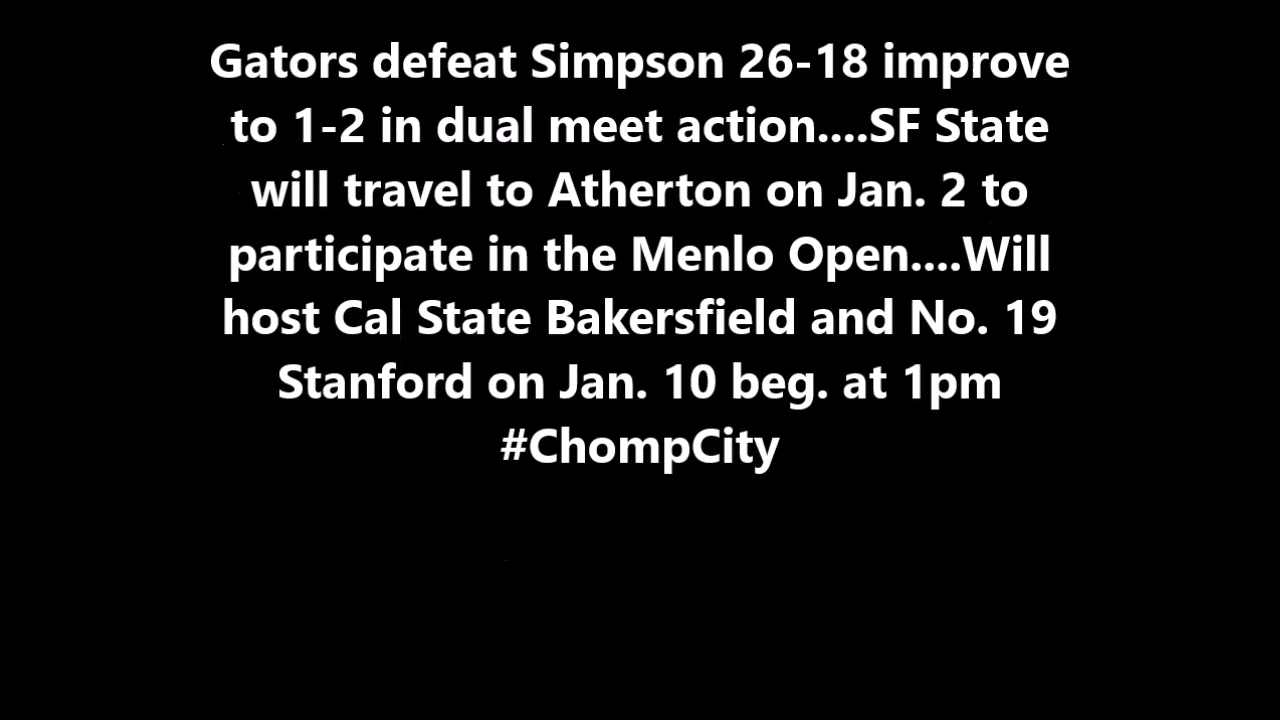 Gators defeat Simpson 26-18 improve
to 1-2 in dual meet action....SF State
will travel to Atherton on Jan. 2 to
participate in the Menlo Open....Will
host Cal State Bakersfield and No. 19
Stanford on Jan. 10 beg. at 1pm
#ChompCity